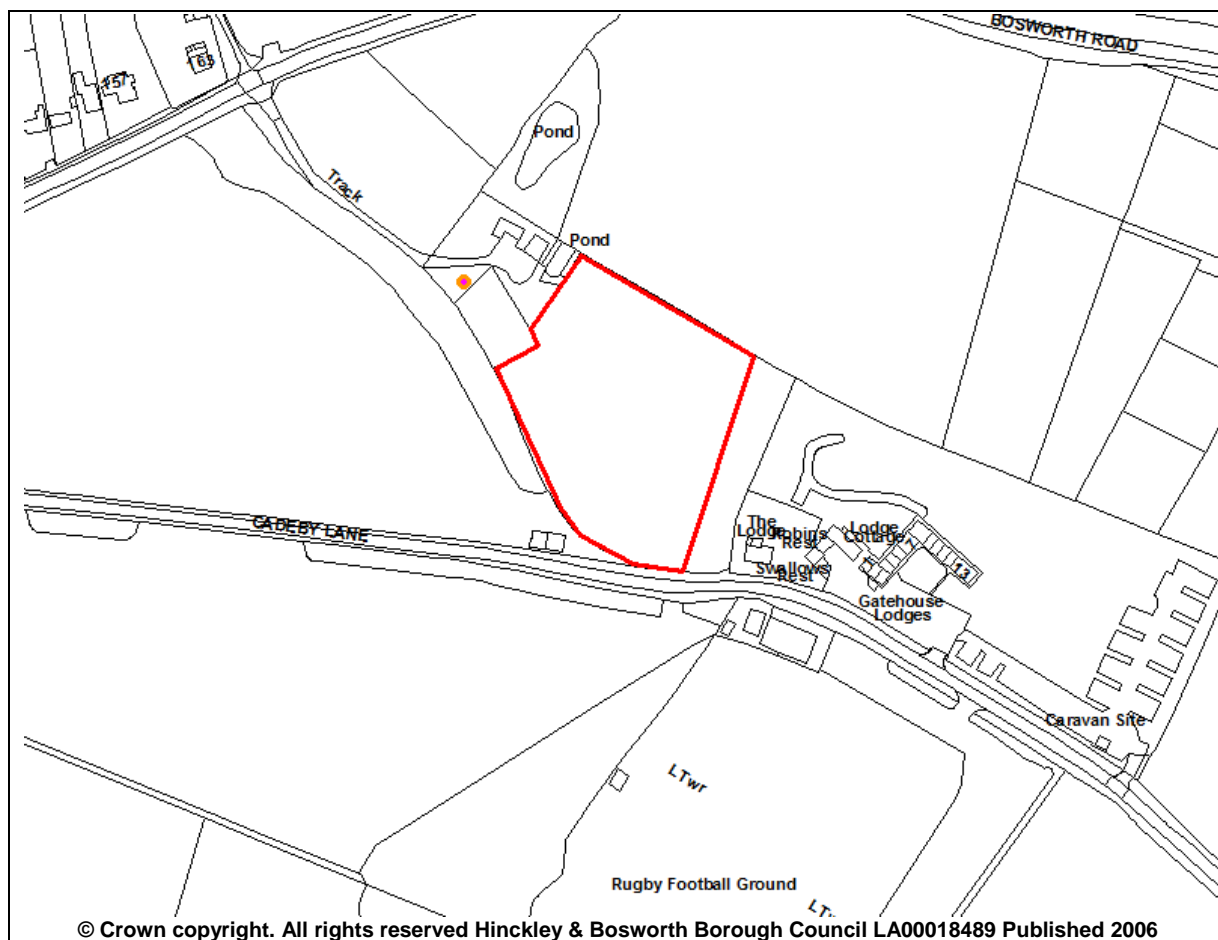 BOSWORTH ROAD
163
157
Pond
Track
Pond
CADEBY LANE
The
Lodge
Robins
Rest
Lodge
Cottage
7
Swallows
Rest
13
Gatehouse
Lodges
Caravan Site
LTwr
Rugby Football Ground
© Crown copyright. All rights reserved Hinckley & Bosworth Borough Council LA00018489 Published 2006